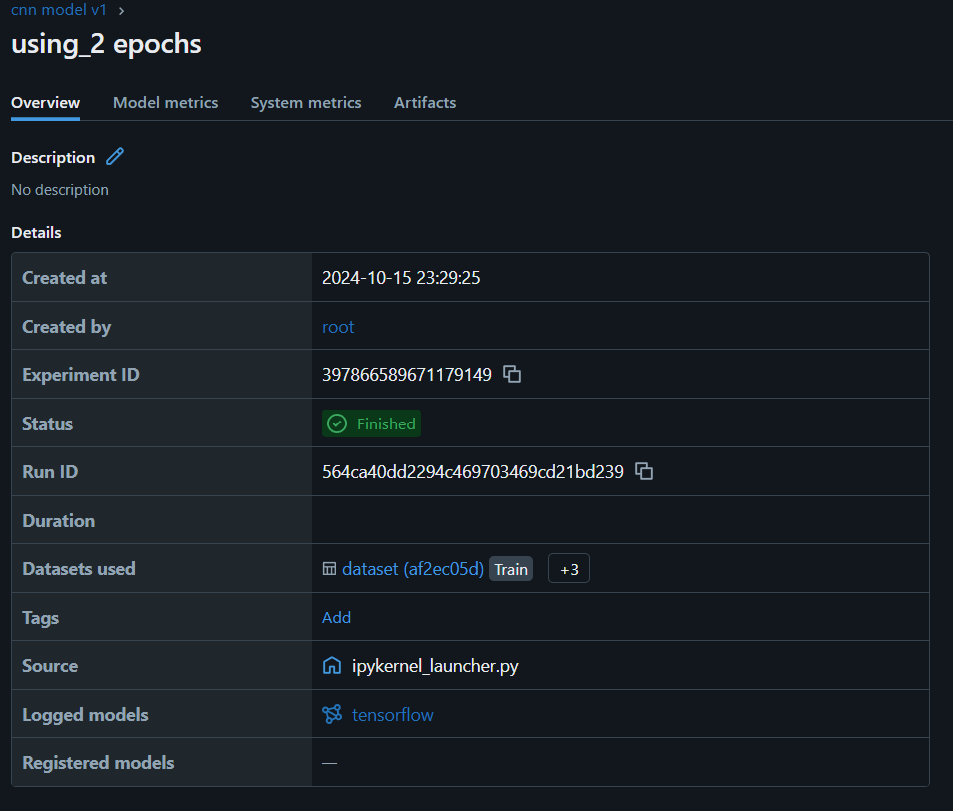 cnn model v1 ›
using_2 epochs
Overview Model metrics System metrics Artifacts
Description
No description
Details
Created at 2024-10-15 23:29:25
Created by root
Experiment ID 397866589671179149
Status Finished
Run ID 564ca40dd2294c469703469cd21bd239
Duration
Datasets used dataset (af2ec05d) Train +3
Tags Add
Source ipykernel_launcher.py
Logged models tensorflow
Registered models —